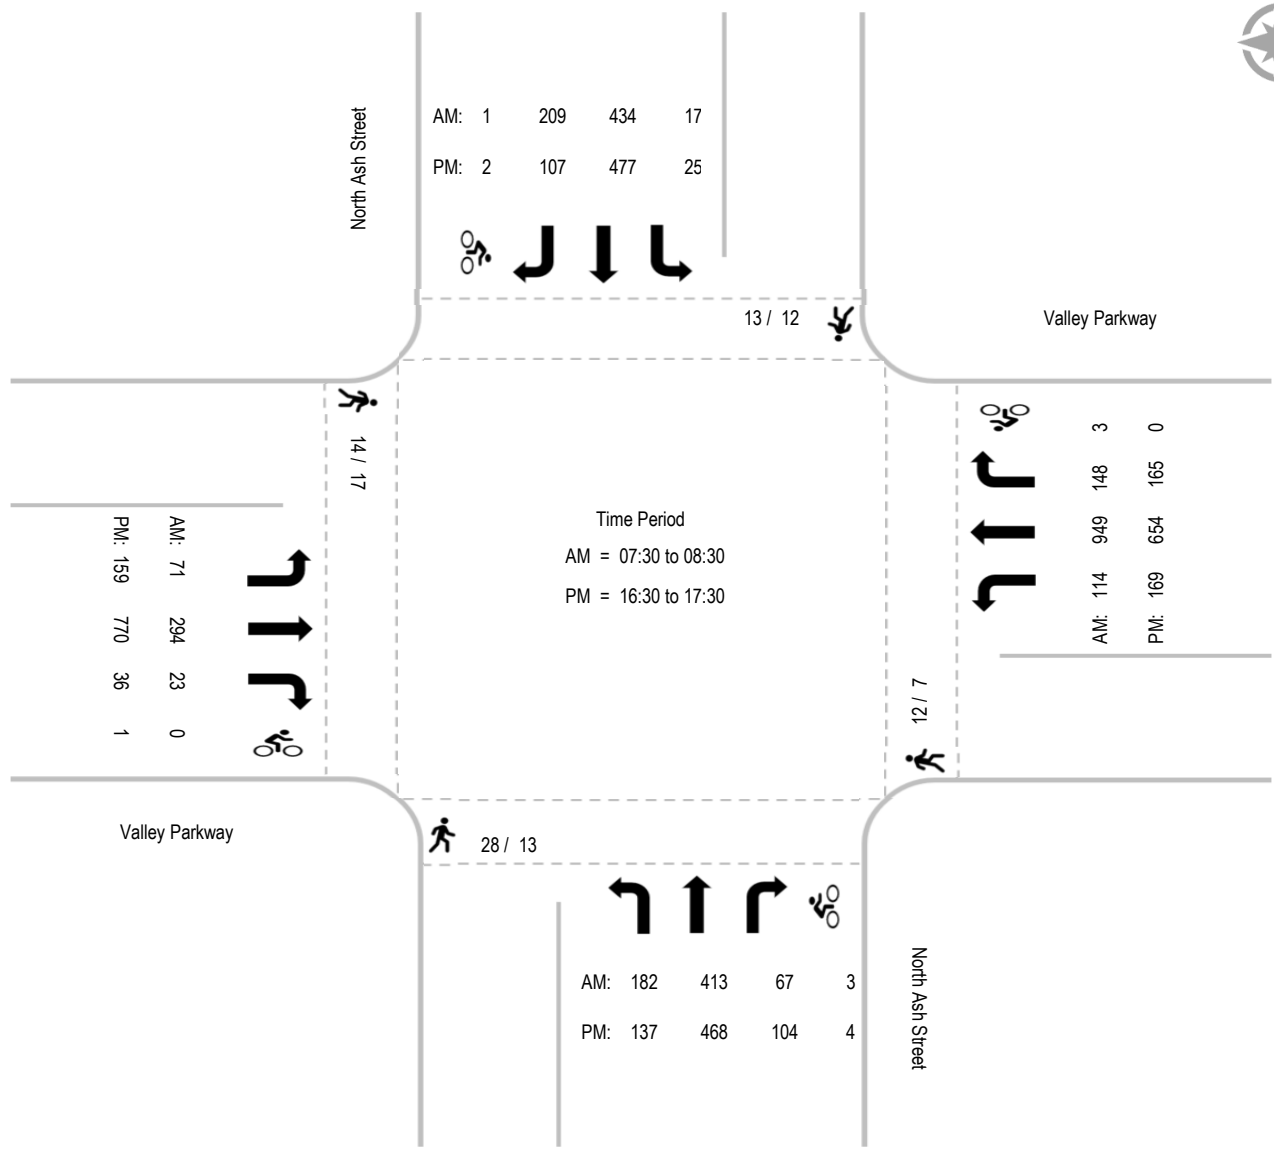 North Ash Street
AM: 1 209 434 17
PM: 2 107 477 25
13 / 12
Valley Parkway
14 / 17
3 0
148 165
949 654
114 169
AM: PM:
Time Period
AM = 07:30 to 08:30
PM = 16:30 to 17:30
PM: AM:
159 71
770 294
36 23
1 0
12 / 7
Valley Parkway
28 / 13
AM: 182 413 67 3
PM: 137 468 104 4
North Ash Street